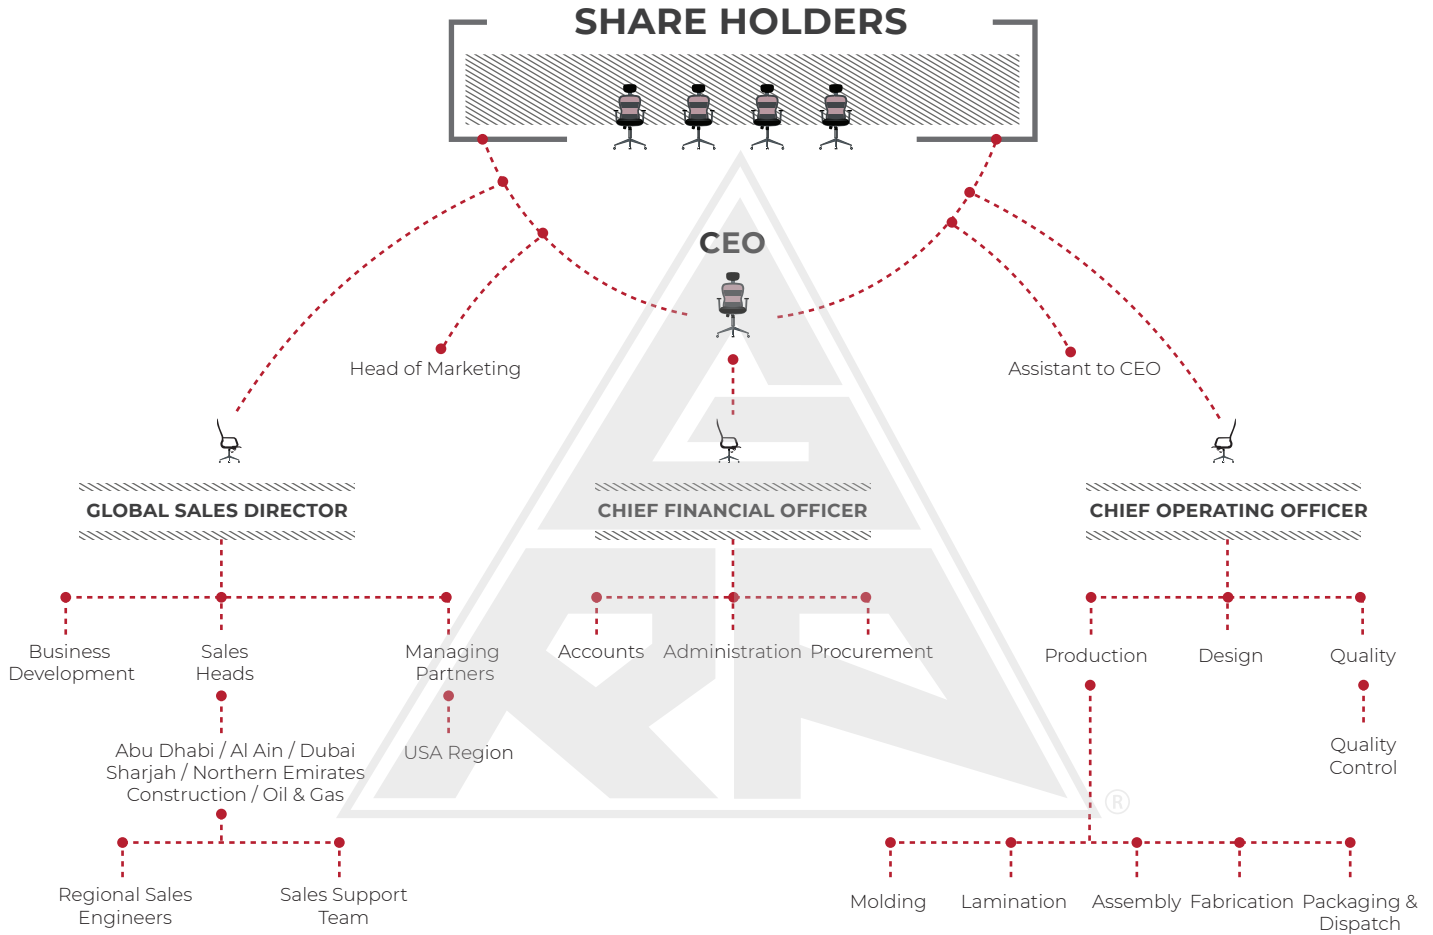 SHARE HOLDERS
CEO
Head of Marketing
Assistant to CEO
GLOBAL SALES DIRECTOR
CHIEF FINANCIAL OFFICER
CHIEF OPERATING OFFICER
Business
Development
Sales
Heads
Managing
Partners
Accounts
Administration
Procurement
Production
Design
Quality
Abu Dhabi / Al Ain / Dubai
Sharjah / Northern Emirates
Construction / Oil & Gas
USA Region
Quality
Control
®
Regional Sales
Engineers
Sales Support
Team
Molding
Lamination
Assembly
Fabrication
Packaging &
Dispatch